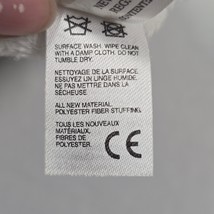 SURFACE WASH. WIPE CLEAN
WITH A DAMP CLOTH. DO NOT
TUMBLE DRY.
NETTOYAGE DE LA SURFACE.
ESSUYEZ UN LINGE HUMIDE.
NE PAS METTRE DANS LA
SÉCHEUSE
ALL NEW MATERIAL,
POLYESTER FIBER STUFFING.
TOUS LES NOUVEAUX
MATÉRIAUX,
FIBRES DE
POLYESTER.
CE